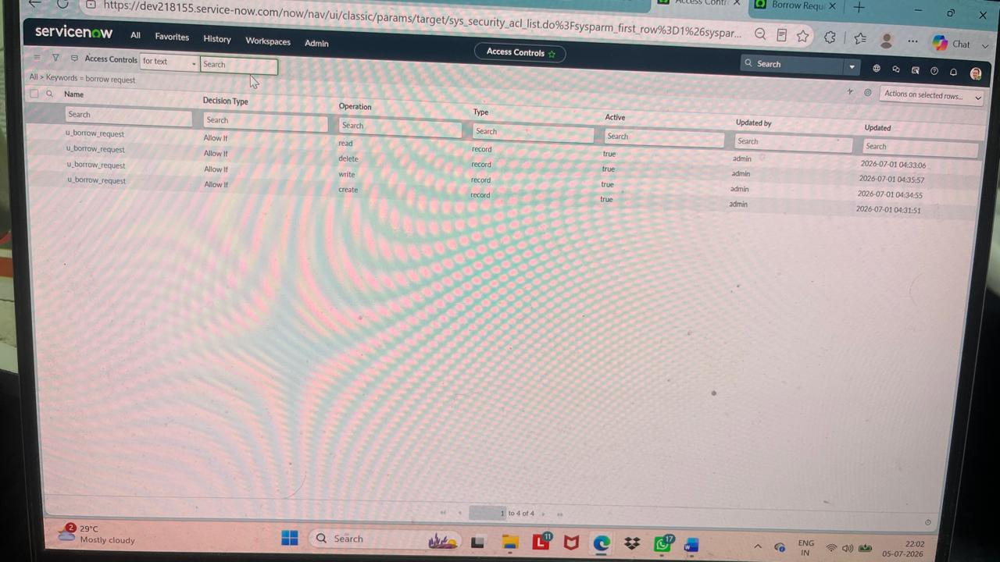 https://dev218155.service-now.com/now/nav/ui/classic/params/target/sys_security_acl_list.do%3Fsysparm_first_row%3D1%26syspar...
Access Contr
Borrow Requ
Chat
servicenow
All Favorites History Workspaces Admin
Access Controls
Search
Access Controls for text Search
All > Keywords = borrow request
Actions on selected rows...
Name Decision Type Operation Type Active Updated by Updated
Search Search Search Search Search Search Search
u_borrow_request Allow If read record true admin 2026-07-01 04:33:06
u_borrow_request Allow If delete record true admin 2026-07-01 04:35:57
u_borrow_request Allow If write record true admin 2026-07-01 04:34:55
u_borrow_request Allow If create record true admin 2026-07-01 04:31:51
1 to 4 of 4
2
29°C
Mostly cloudy
Search
L 11
17
W
ENG
IN
22:02
05-07-2026